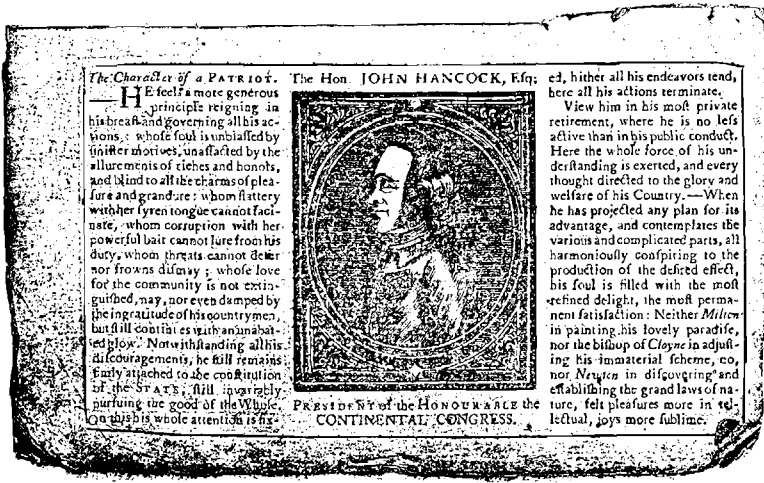 The Character of a PATRIOT.
—HE feels a more generous
principle reigning in
his breast and governing all his ac-
tions, : whose soul is unbiassed by
sinister motives, unaffected by the
allurements of riches and honors,
and blind to all the charms of plea-
sure and grandure : whom flattery
with her syren tongue cannot faci-
nate, whom corruption with her
powerful bait cannot lure from his
duty, whom threats cannot deter
nor frowns dismay ; whose love
for the community is not extin-
guished, nay, nor even damped by
the ingratitude of his countrymen,
but still continues with an unabat-
ed glow. Notwithstanding all his
discouragements, he still remains
firmly attached to the constitution
of the STATE, still invariably
pursuing the good of the Whole.
On this his whole attention is fix-
The Hon. JOHN HANCOCK, Esq;
PRESIDENT of the HONOURABLE the
CONTINENTAL CONGRESS.
ed, hither all his endeavors tend,
here all his actions terminate.
View him in his most private
retirement, where he is no less
active than in his public conduct.
Here the whole force of his un-
derstanding is exerted, and every
thought directed to the glory and
welfare of his Country.—When
he has projected any plan for its
advantage, and contemplates the
various and complicated parts, all
harmoniously conspiring to the
production of the desired effect,
his soul is filled with the most
refined delight, the most perma-
nent satisfaction : Neither Milton
in painting his lovely paradise,
nor the bishop of Cloyne in adjust-
ing his immaterial scheme, no,
nor Newton in discovering and
establishing the grand laws of na-
ture, felt pleasures more in tel-
lectual, joys more sublime.